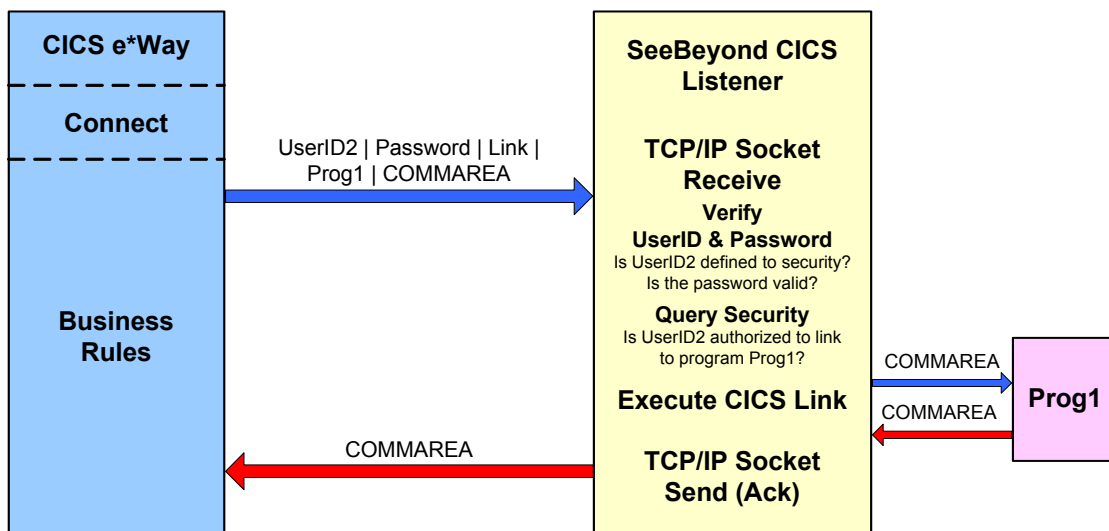 CICS e*Way
Connect
Business
Rules
UserID2 | Password | Link |
Prog1 | COMMAREA
COMMAREA
SeeBeyond CICS
Listener
TCP/IP Socket
Receive
Verify
UserID & Password
Is UserID2 defined to security?
Is the password valid?
Query Security
Is UserID2 authorized to link
to program Prog1?
Execute CICS Link
TCP/IP Socket
Send (Ack)
COMMAREA
COMMAREA
Prog1